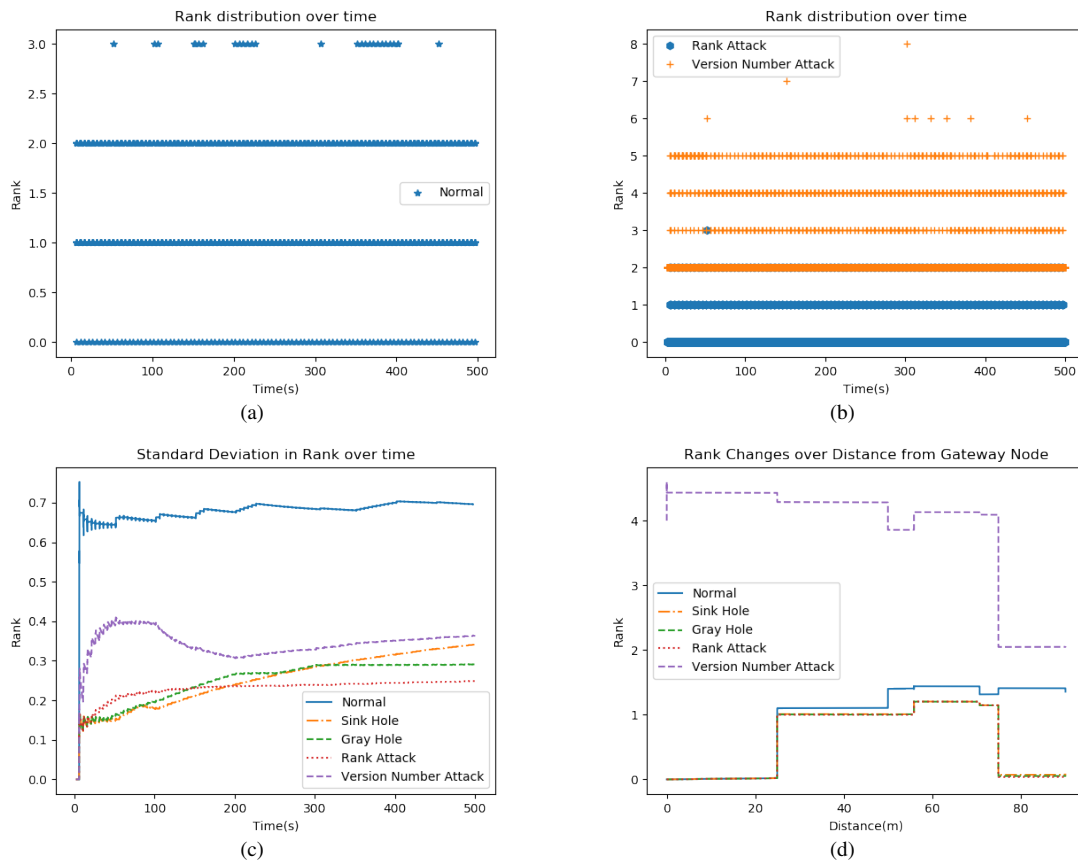 Rank distribution over time
3.0
2.5
2.0
1.5
1.0
0.5
0.0
Rank
Normal
0 100 200 300 400 500
Time(s)
(a)
Rank distribution over time
8
7
6
5
4
3
2
1
0
Rank
Rank Attack
Version Number Attack
0 100 200 300 400 500
Time(s)
(b)
Standard Deviation in Rank over time
0.7
0.6
0.5
0.4
0.3
0.2
0.1
0.0
Rank
Normal
Sink Hole
Gray Hole
Rank Attack
Version Number Attack
0 100 200 300 400 500
Time(s)
(c)
Rank Changes over Distance from Gateway Node
4
3
2
1
0
Rank
Normal
Sink Hole
Gray Hole
Rank Attack
Version Number Attack
0 20 40 60 80
Distance(m)
(d)